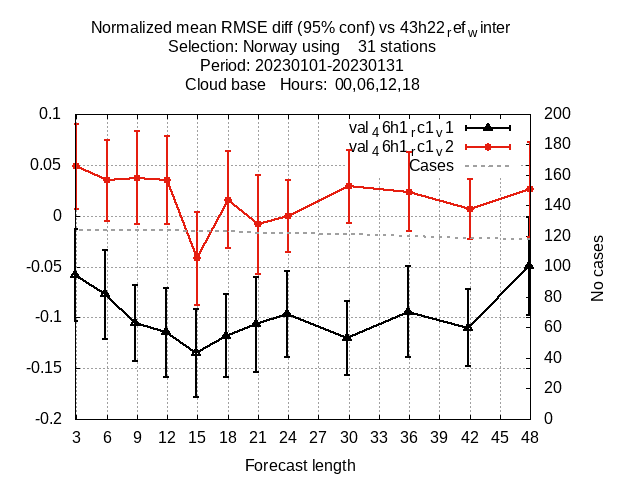 Normalized mean RMSE diff (95% conf) vs 43h22refwinter
Selection: Norway using 31 stations
Period: 20230101-20230131
Cloud base Hours: 00,06,12,18
0.1 200
val46h1rc1v1
180
val46h1rc1v2
0.05 160
Cases
140
0
120
-0.05 100
80
-0.1
60
-0.15 40
20
-0.2 0
No cases
3 6 9 12 15 18 21 24 27 30 33 36 39 42 45 48
Forecast length